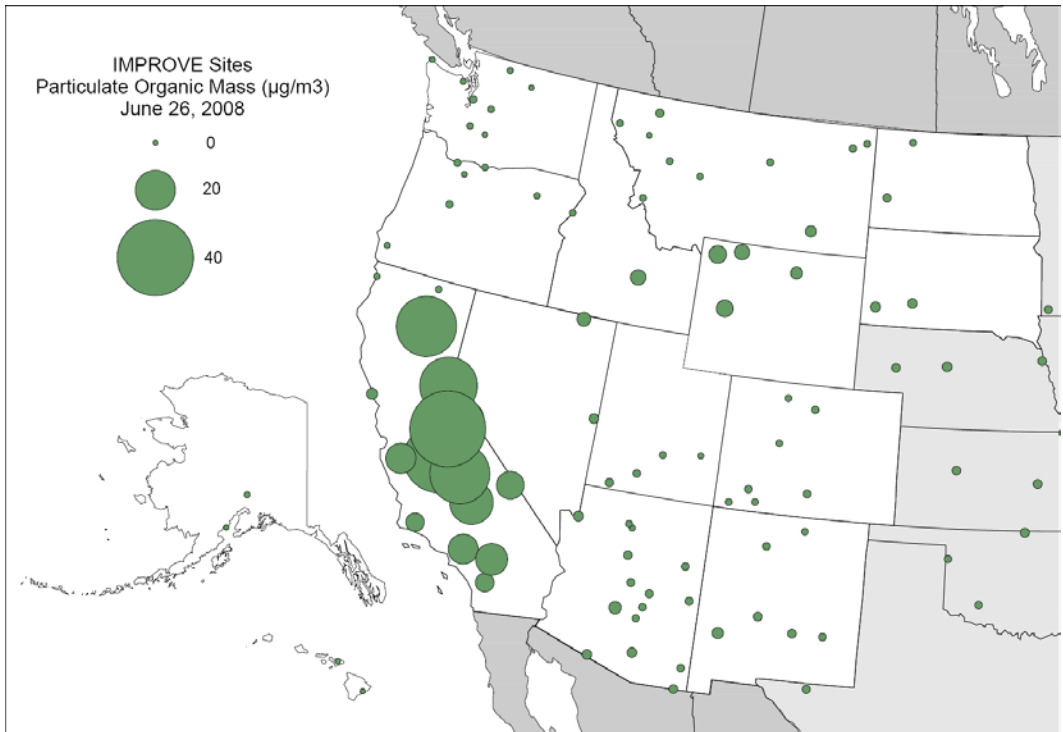 IMPROVE Sites
Particulate Organic Mass (µg/m3)
June 26, 2008
0
20
40